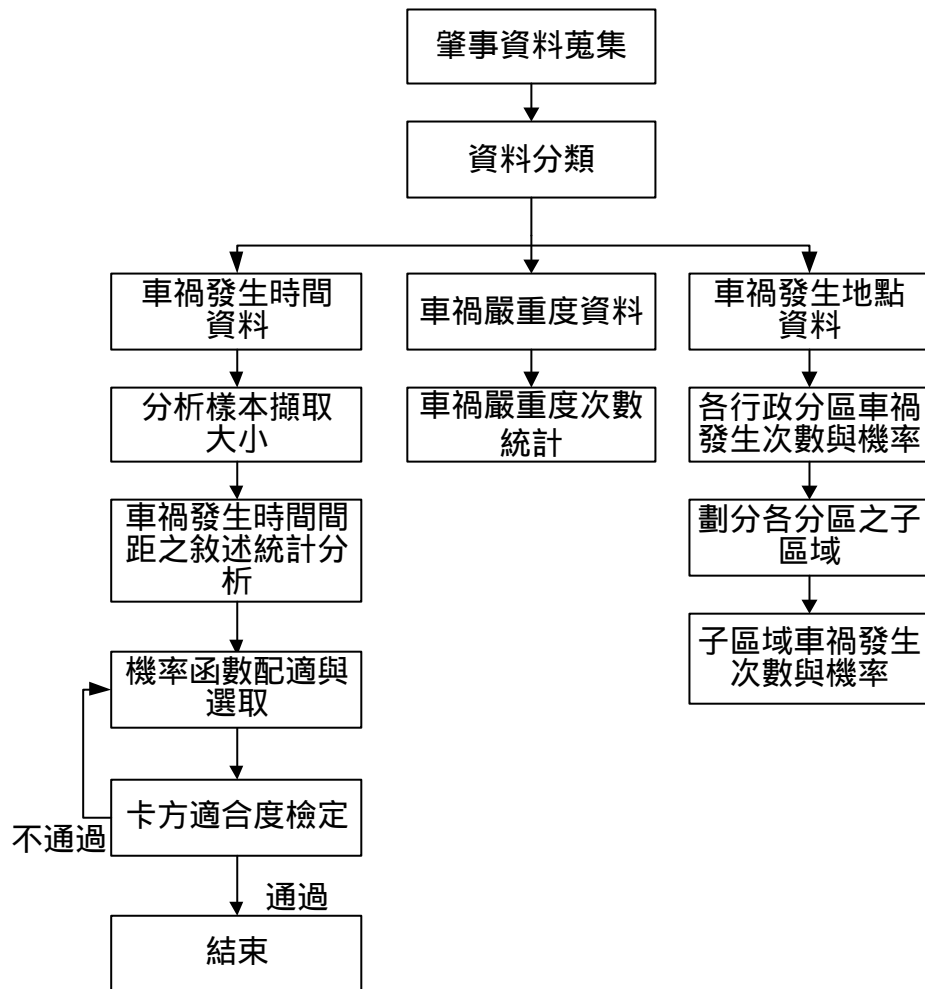 肇事資料蒐集
資料分類
車禍發生時間
資料
車禍嚴重度資料
車禍發生地點
資料
分析樣本擷取
大小
車禍嚴重度次數
統計
各行政分區車禍
發生次數與機率
車禍發生時間間
距之敘述統計分
析
劃分各分區之子
區域
機率函數配適與
選取
子區域車禍發生
次數與機率
卡方適合度檢定
不通過
通過
結束